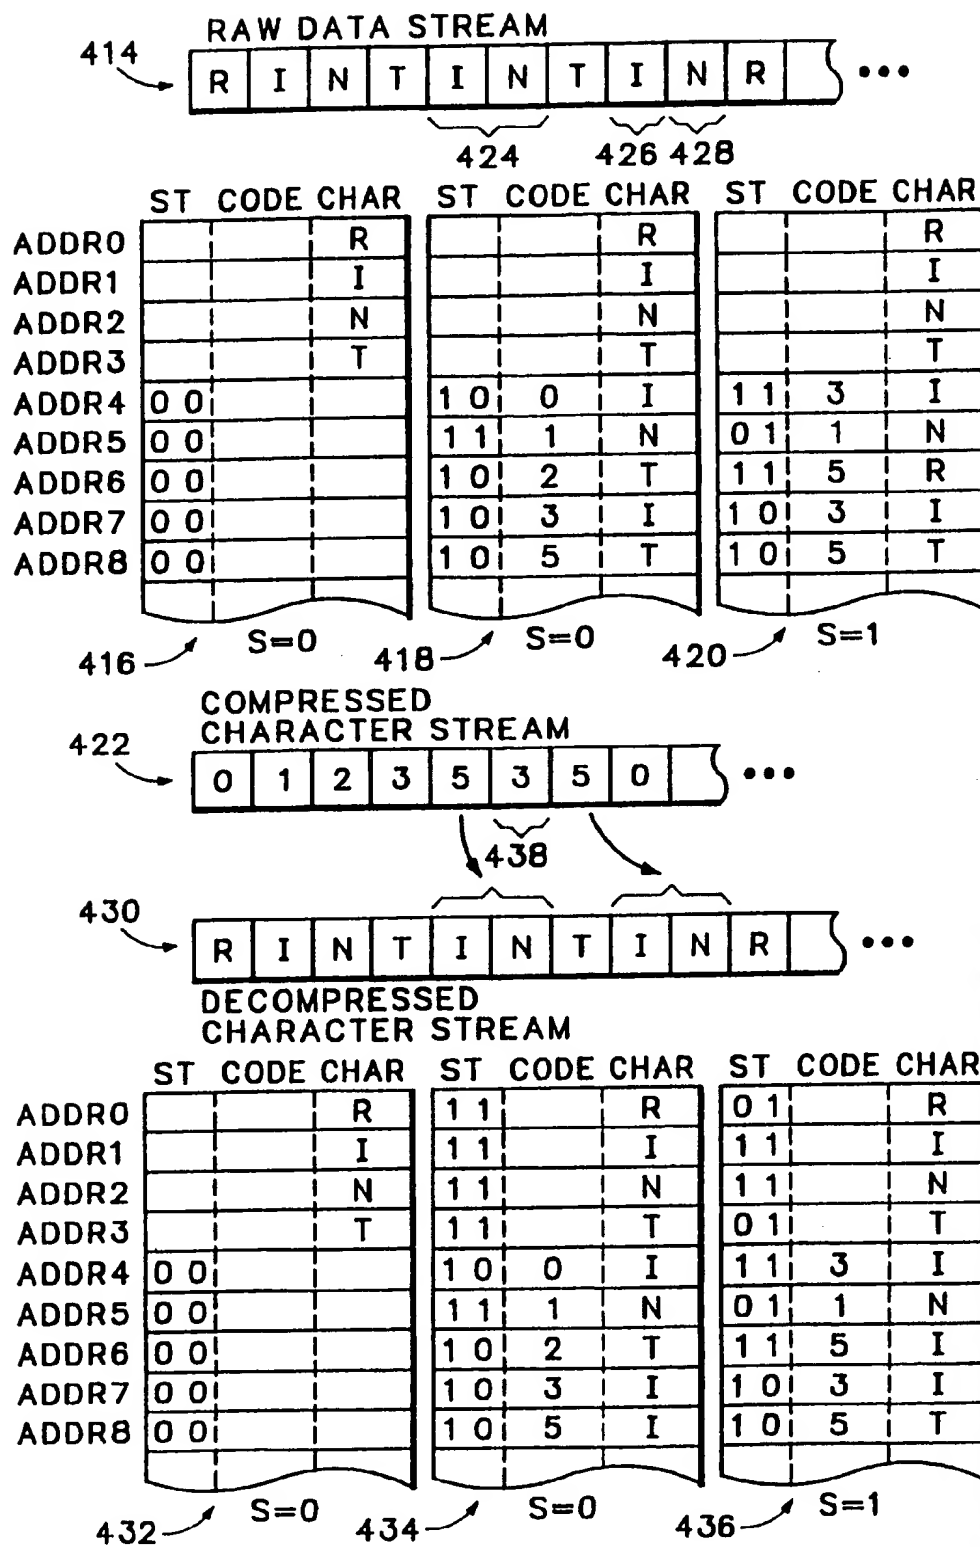 RAW DATA STREAM
414
R I N T I N T I N R •••
424 426 428
ST CODE CHAR ST CODE CHAR ST CODE CHAR
ADDR0 R R R
ADDR1 I I I
ADDR2 N N N
ADDR3 T T T
ADDR4 0 0 1 0 0 I 1 1 3 I
ADDR5 0 0 1 1 1 N 0 1 1 N
ADDR6 0 0 1 0 2 T 1 1 5 R
ADDR7 0 0 1 0 3 I 1 0 3 I
ADDR8 0 0 1 0 5 T 1 0 5 T
416 S=0 418 S=0 420 S=1
COMPRESSED
CHARACTER STREAM
422
0 1 2 3 5 3 5 0 •••
438
430
R I N T I N T I N R •••
DECOMPRESSED
CHARACTER STREAM
ST CODE CHAR ST CODE CHAR ST CODE CHAR
ADDR0 R 1 1 R 0 1 R
ADDR1 I 1 1 I 1 1 I
ADDR2 N 1 1 N 1 1 N
ADDR3 T 1 1 T 0 1 T
ADDR4 0 0 1 0 0 I 1 1 3 I
ADDR5 0 0 1 1 1 N 0 1 1 N
ADDR6 0 0 1 0 2 T 1 1 5 I
ADDR7 0 0 1 0 3 I 1 0 3 I
ADDR8 0 0 1 0 5 I 1 0 5 T
432 S=0 434 S=0 436 S=1